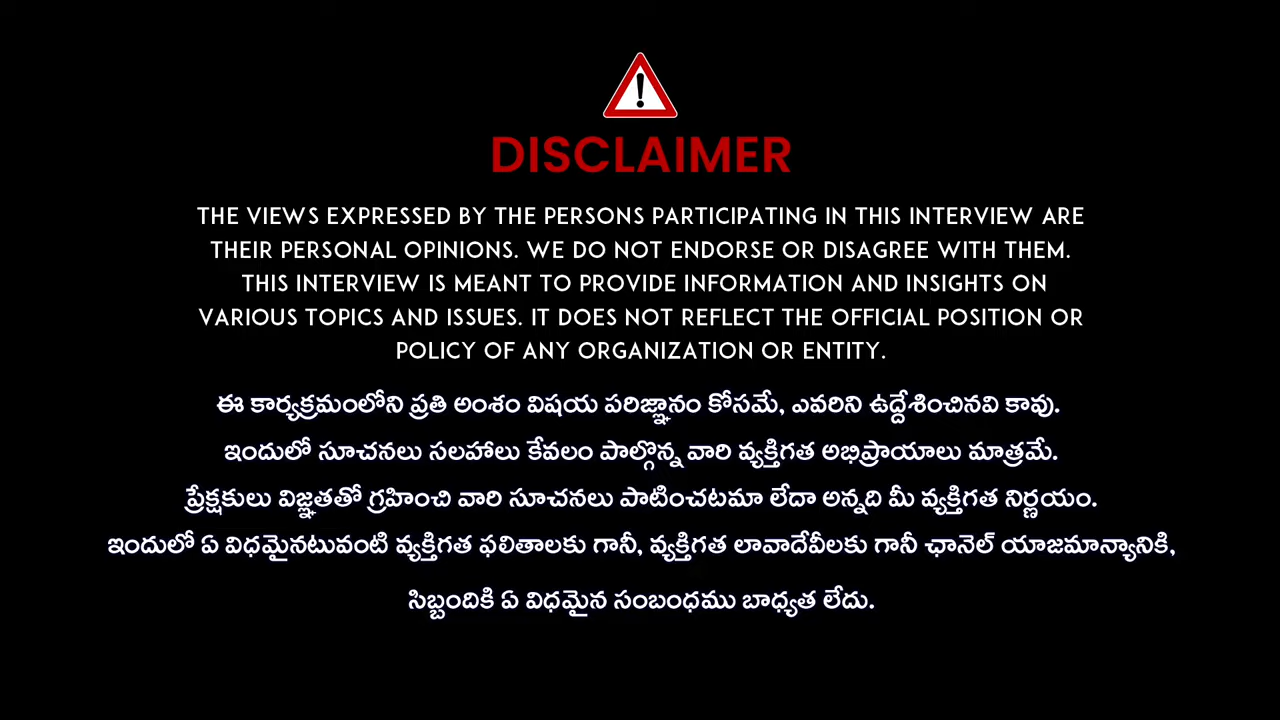 DISCLAIMER
THE VIEWS EXPRESSED BY THE PERSONS PARTICIPATING IN THIS INTERVIEW ARE
THEIR PERSONAL OPINIONS. WE DO NOT ENDORSE OR DISAGREE WITH THEM.
THIS INTERVIEW IS MEANT TO PROVIDE INFORMATION AND INSIGHTS ON
VARIOUS TOPICS AND ISSUES. IT DOES NOT REFLECT THE OFFICIAL POSITION OR
POLICY OF ANY ORGANIZATION OR ENTITY.
ఈ కార్యక్రమంలోని ప్రతి అంశం విషయ పరిజ్ఞానం కోసమే, ఎవరిని ఉద్దేశించినవి కావు.
ఇందులో సూచనలు సలహాలు కేవలం పాల్గొన్న వారి వ్యక్తిగత అభిప్రాయాలు మాత్రమే.
ప్రేక్షకులు విజ్ఞతతో గ్రహించి వారి సూచనలు పాటించటమా లేదా అన్నది మీ వ్యక్తిగత నిర్ణయం.
ఇందులో ఏ విధమైనటువంటి వ్యక్తిగత ఫలితాలకు గానీ, వ్యక్తిగత లావాదేవీలకు గానీ ఛానెల్ యాజమాన్యానికి,
సిబ్బందికి ఏ విధమైన సంబంధము బాధ్యత లేదు.